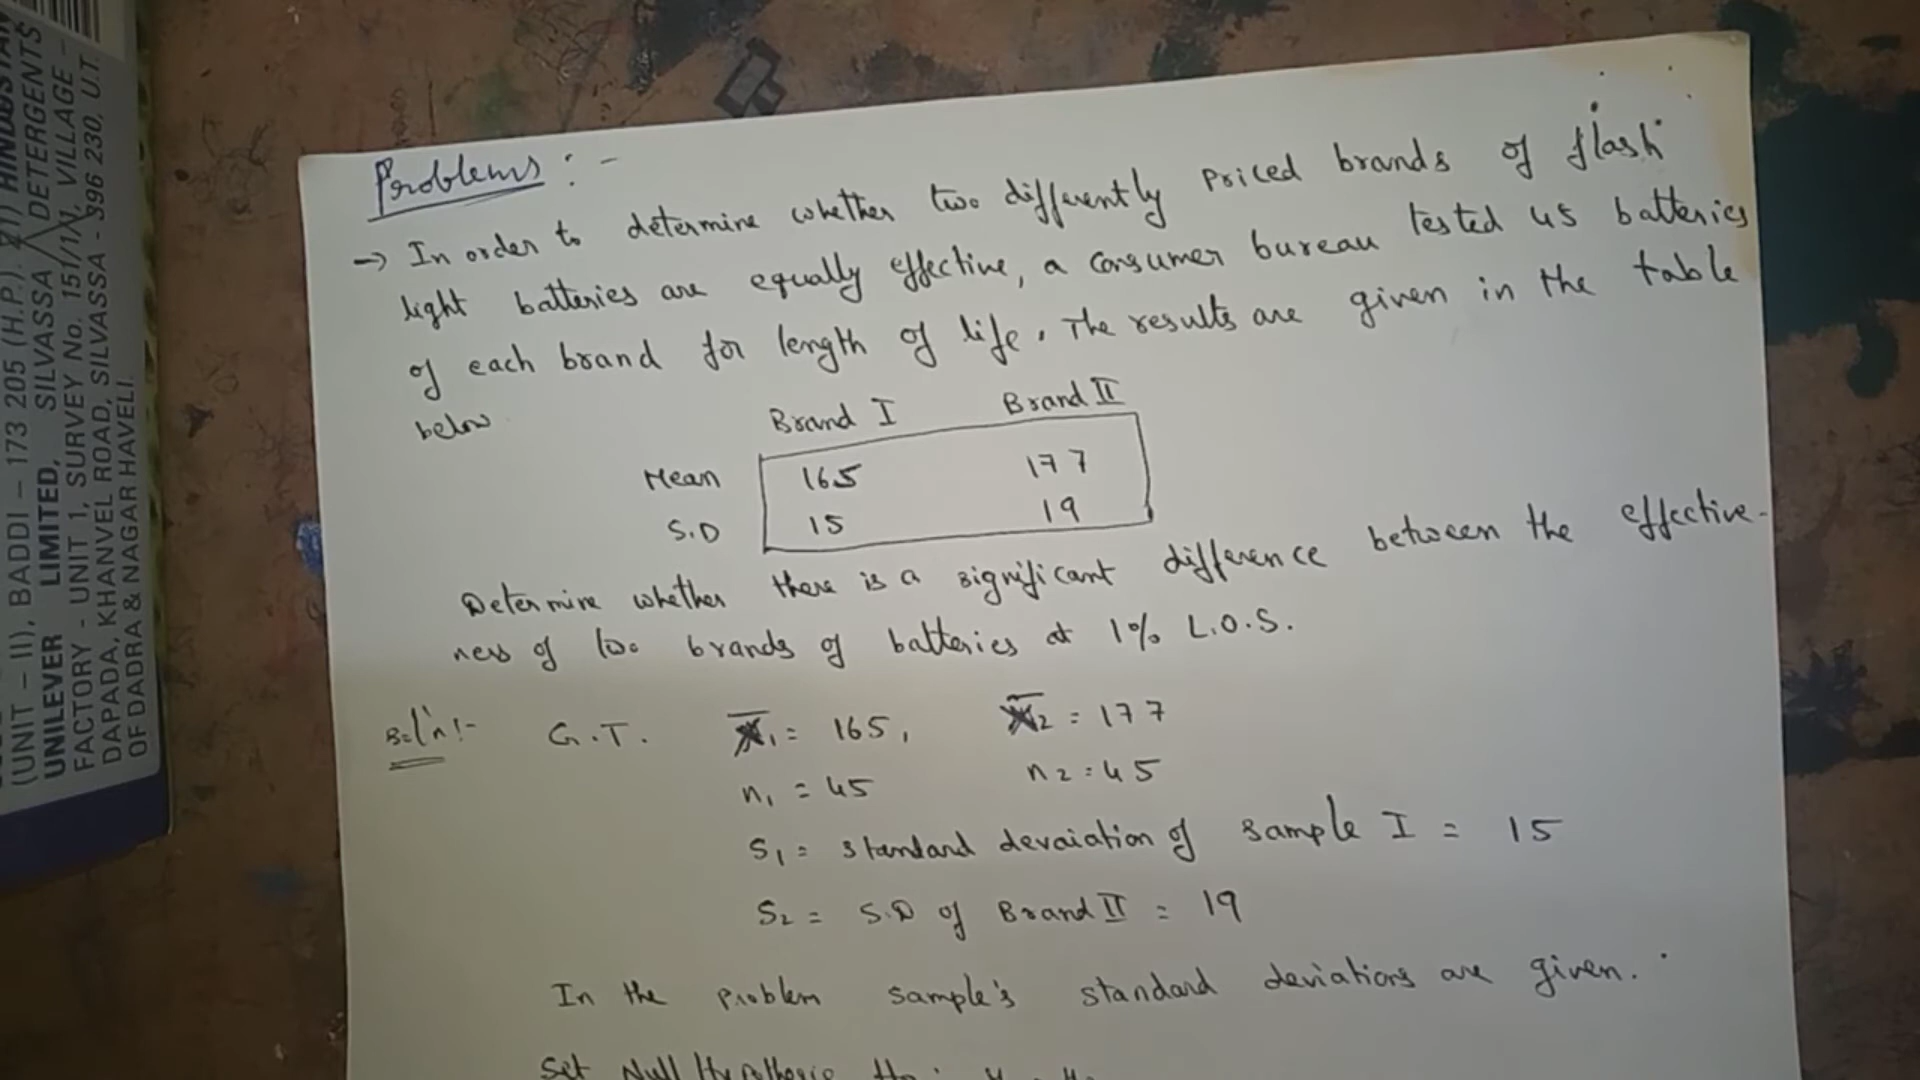 (UNIT – II), BADDI – 173 205 (H.P.).
UNILEVER LIMITED, SILVASSA DETERGENTS
FACTORY - UNIT 1, SURVEY No. 151/1/1, VILLAGE -
DAPADA, KHANVEL ROAD, SILVASSA - 396 230, U.T.
OF DADRA & NAGAR HAVELI.
Problems :-
→ In order to determine whether two differently priced brands of flash
light batteries are equally effective, a consumer bureau tested 45 batteries
of each brand for length of life. The results are given in the table
below.
Brand I Brand II
Mean 165 177
S.D 15 19
Determine whether there is a significant difference between the effective-
ness of two brands of batteries at 1% L.O.S.
Sol'n:- G.T. X̅1 = 165, X̅2 = 177
n1 = 45 n2 = 45
S1 = standard devaiation of sample I = 15
S2 = S.D of Brand II = 19
In the problem sample's standard deviations are given.
Set Null Hypothesis